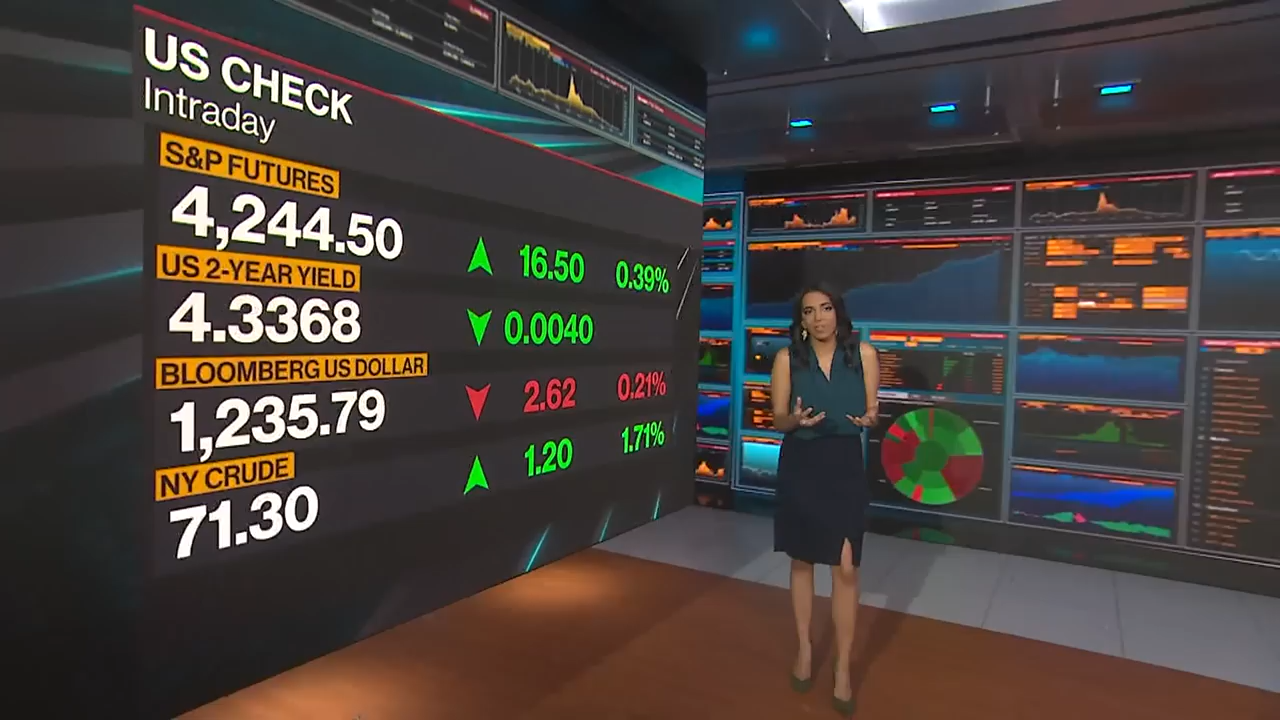 US CHECK
Intraday
S&P FUTURES
4,244.50 16.50 0.39%
US 2-YEAR YIELD
4.3368 0.0040
BLOOMBERG US DOLLAR
1,235.79 2.62 0.21%
NY CRUDE
71.30 1.20 1.71%